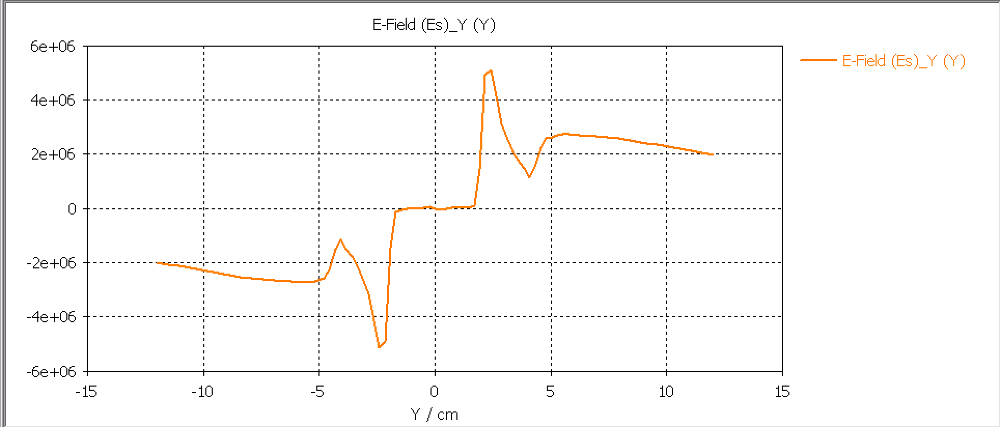 E-Field (Es)_Y (Y)
6e+06
4e+06
2e+06
0
-2e+06
-4e+06
-6e+06
-15
-10
-5
0
5
10
15
Y / cm
E-Field (Es)_Y (Y)